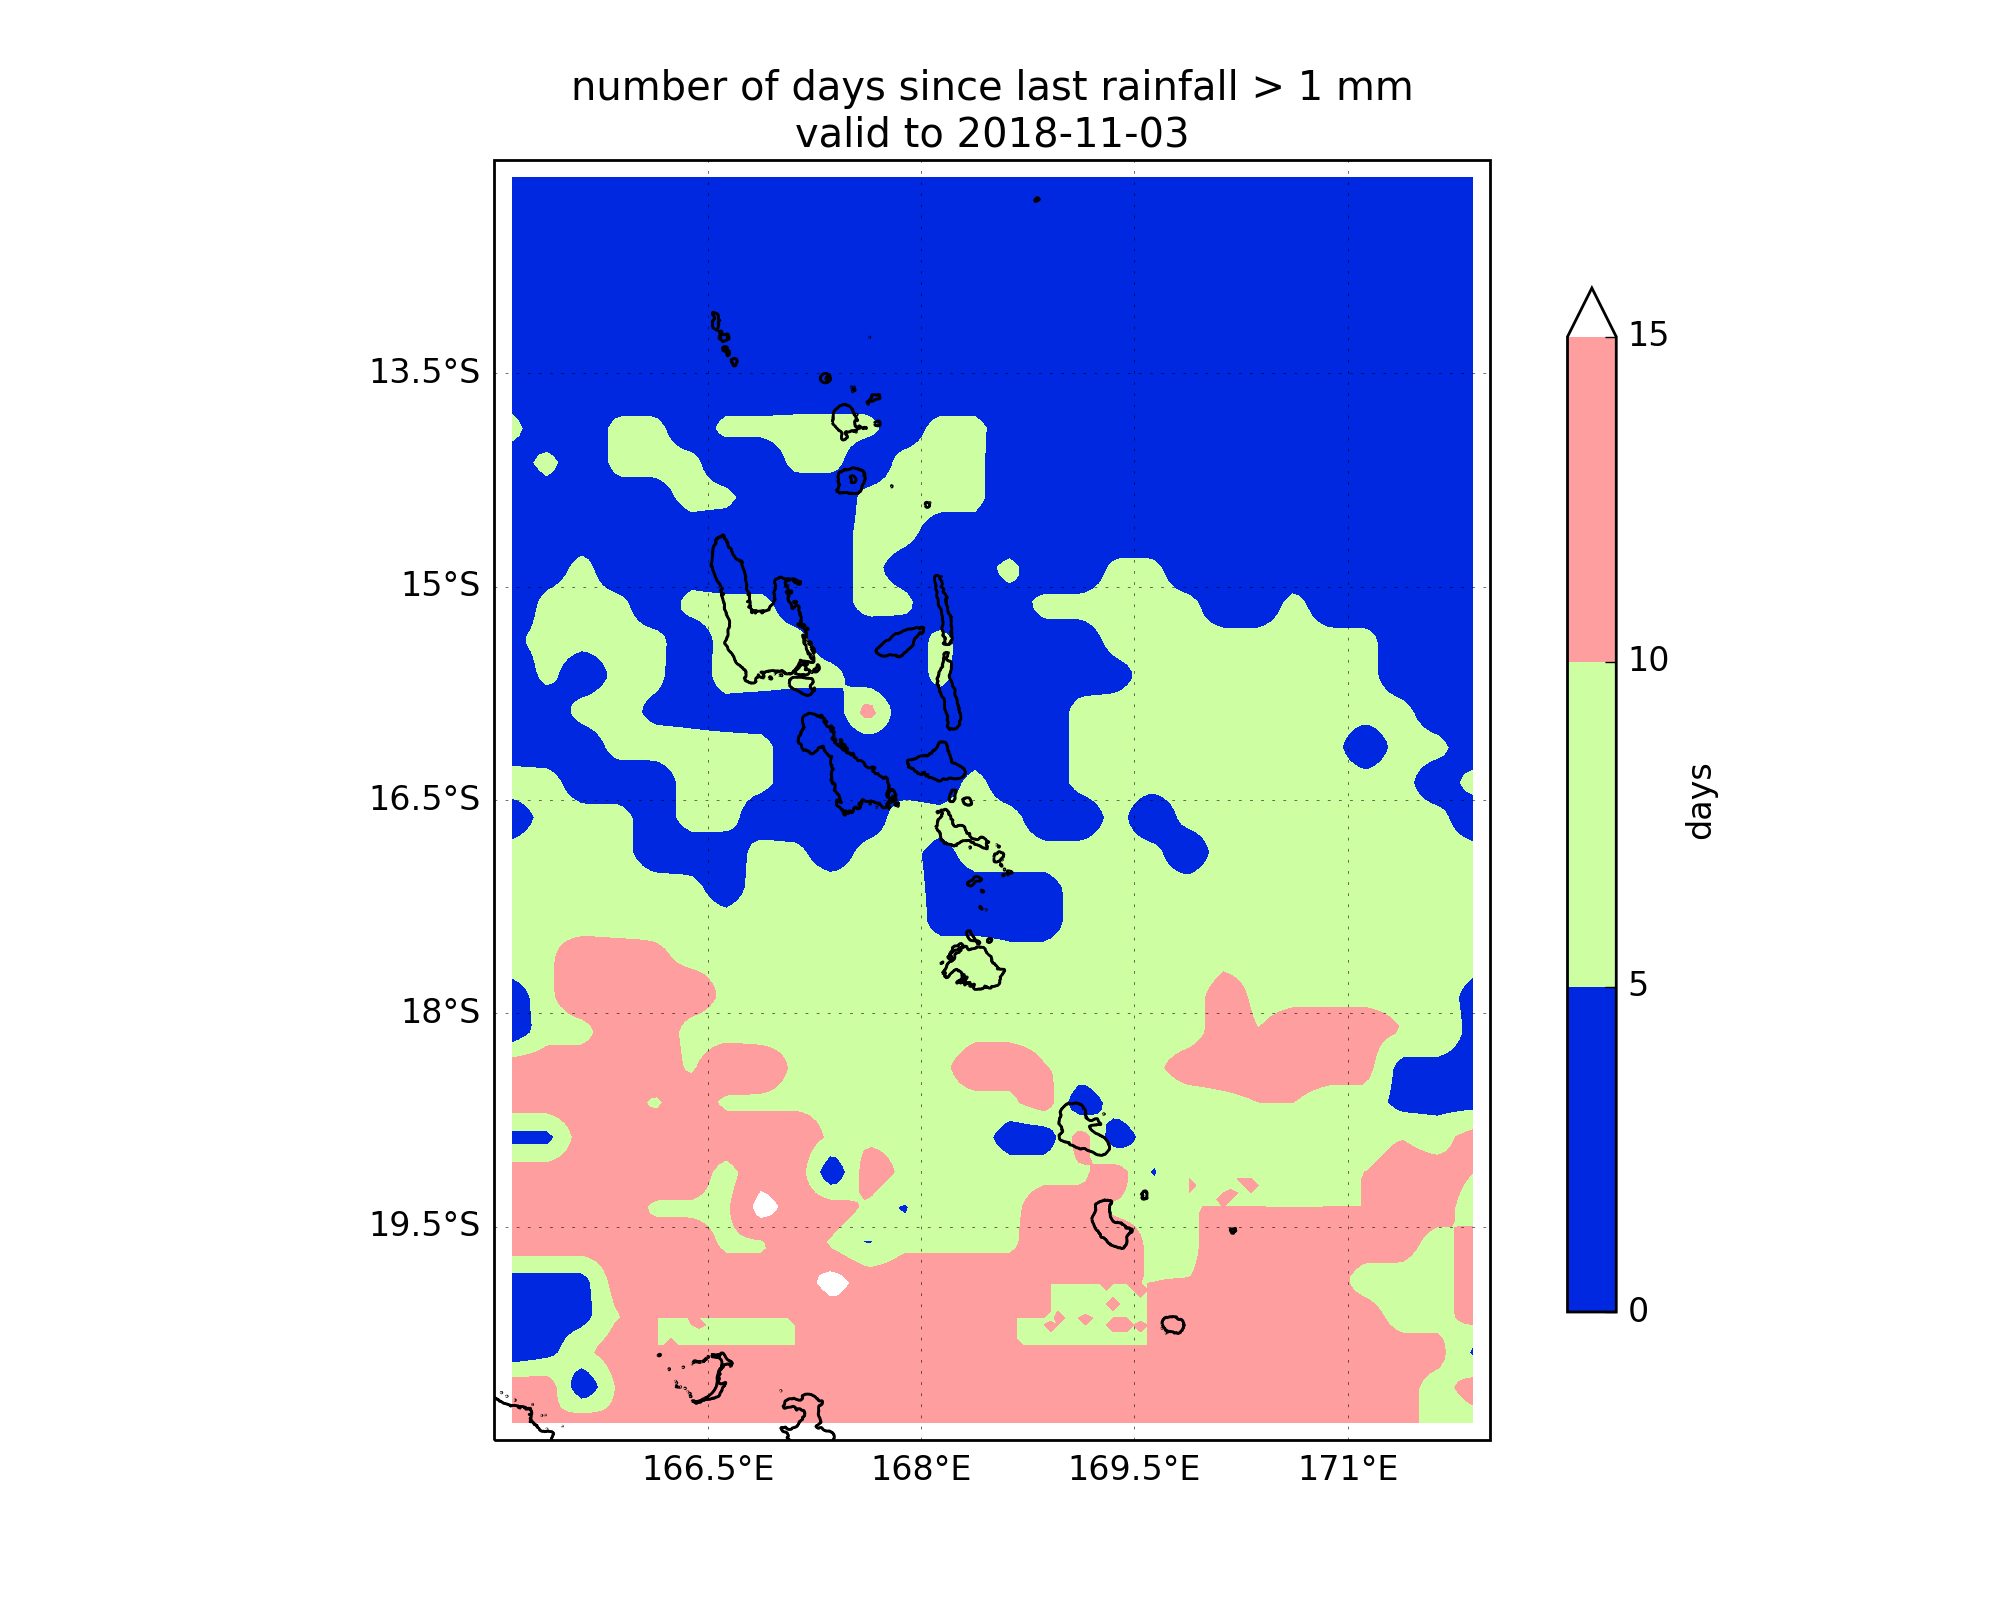 number of days since last rainfall > 1 mm
valid to 2018-11-03
13.5°S
15°S
16.5°S
18°S
19.5°S
166.5°E
168°E
169.5°E
171°E
15
10
5
0
days